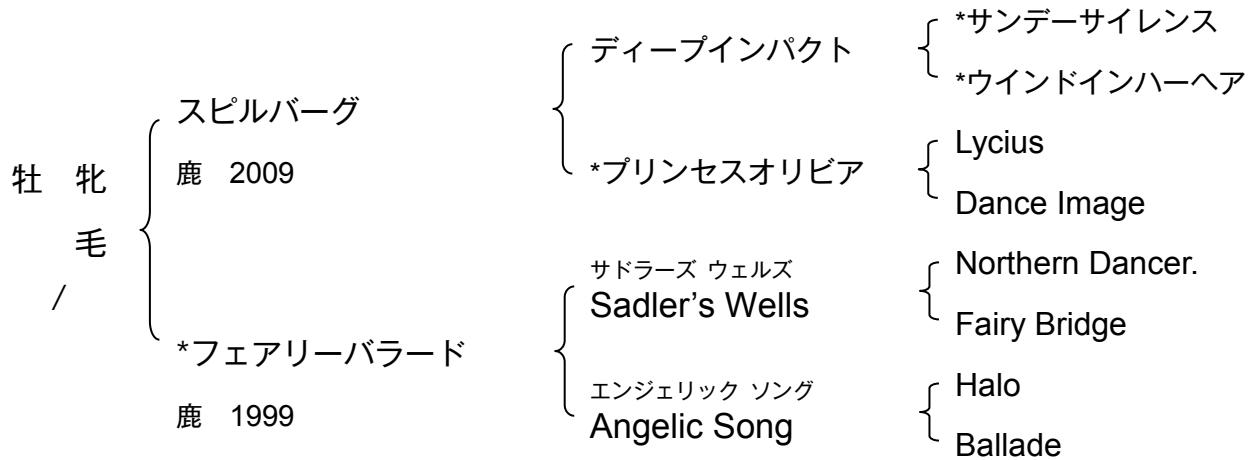 牡 牝
毛
/
スピルバーグ
鹿 2009
*フェアリーバラード
鹿 1999
ディープインパクト
*プリンセスオリビア
サドラーズ ウェルズ
Sadler's Wells
エンジェリック ソング
Angelic Song
*サンデーサイレンス
*ウインドインハーヘア
Lycius
Dance Image
Northern Dancer.
Fairy Bridge
Halo
Ballade